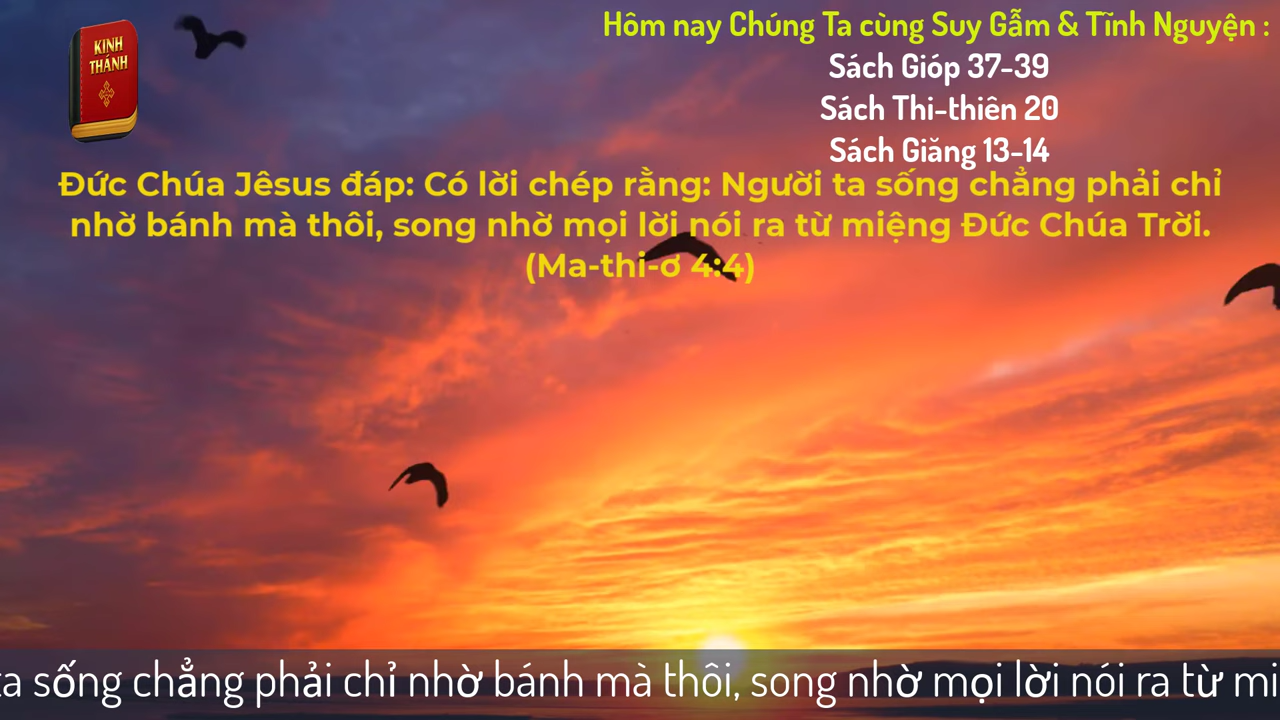 KINH
THÁNH
Hôm nay Chúng Ta cùng Suy Gẫm & Tĩnh Nguyện :
Sách Gióp 37-39
Sách Thi-thiên 20
Sách Giăng 13-14
Đức Chúa Jêsus đáp: Có lời chép rằng: Người ta sống chẳng phải chỉ
nhờ bánh mà thôi, song nhờ mọi lời nói ra từ miệng Đức Chúa Trời.
(Ma-thi-ơ 4:4)
ta sống chẳng phải chỉ nhờ bánh mà thôi, song nhờ mọi lời nói ra từ mi